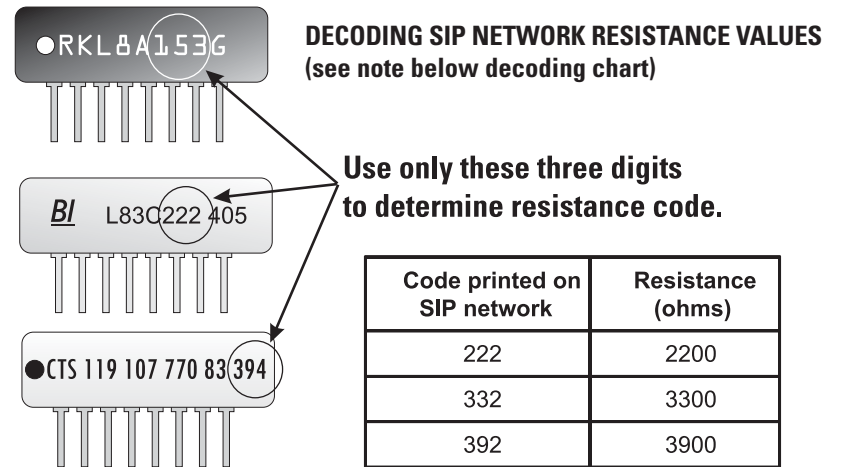 RKL8A153G
DECODING SIP NETWORK RESISTANCE VALUES
(see note below decoding chart)
Use only these three digits
to determine resistance code.
BI L83C222 405
CTS 119 107 770 83 394
Code printed on
SIP network
Resistance
(ohms)
222 2200
332 3300
392 3900